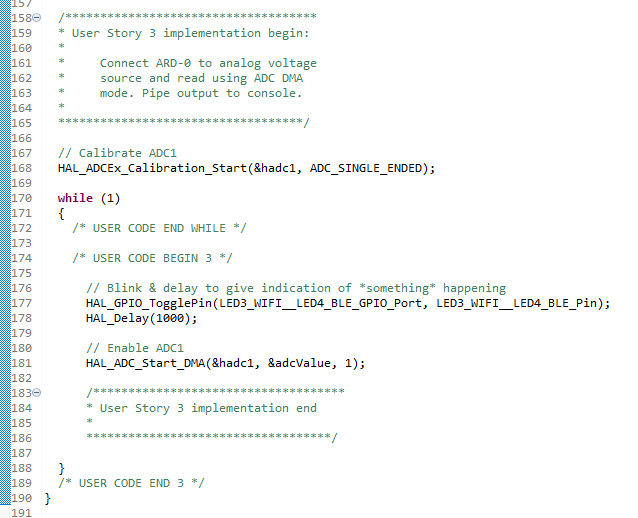 157
158 /************************************
159 * User Story 3 implementation begin:
160 *
161 *     Connect ARD-0 to analog voltage
162 *     source and read using ADC DMA
163 *     mode. Pipe output to console.
164 *
165 **********************************/
166
167 // Calibrate ADC1
168 HAL_ADCEx_Calibration_Start(&hadc1, ADC_SINGLE_ENDED);
169
170 while (1)
171 {
172   /* USER CODE END WHILE */
173
174   /* USER CODE BEGIN 3 */
175
176     // Blink & delay to give indication of *something* happening
177     HAL_GPIO_TogglePin(LED3_WIFI__LED4_BLE_GPIO_Port, LED3_WIFI__LED4_BLE_Pin);
178     HAL_Delay(1000);
179
180     // Enable ADC1
181     HAL_ADC_Start_DMA(&hadc1, &adcValue, 1);
182
183     /************************************
184     * User Story 3 implementation end
185     *
186     **********************************/
187
188 }
189 /* USER CODE END 3 */
190 }
191